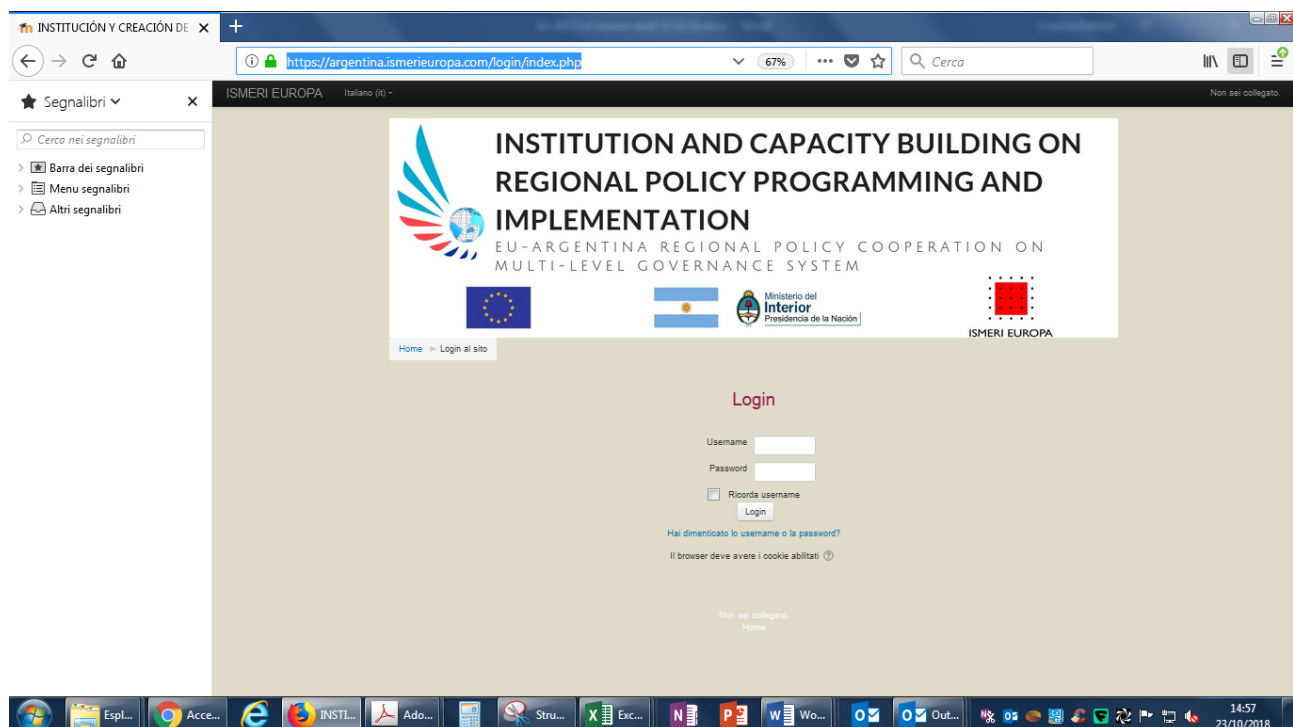 INSTITUCIÓN Y CREACIÓN DE
https://argentina.ismerieuropa.com/login/index.php
67%
Cerca
Segnalibri
ISMERI EUROPA Italiano (it)
Non sei collegato.
Cerca nei segnalibri
Barra dei segnalibri
Menu segnalibri
Altri segnalibri
INSTITUTION AND CAPACITY BUILDING ON
REGIONAL POLICY PROGRAMMING AND
IMPLEMENTATION
EU-ARGENTINA REGIONAL POLICY COOPERATION ON
MULTI-LEVEL GOVERNANCE SYSTEM
Ministerio del
Interior
Presidencia de la Nación
ISMERI EUROPA
Home Login al sito
Login
Username
Password
Ricorda username
Login
Hai dimenticato lo username o la password?
Il browser deve avere i cookie abilitati
Non sei collegato.
Home
Espl... Acce... INSTI... Ado... Stru... Exc... Wo... Out...
14:57
23/10/2018